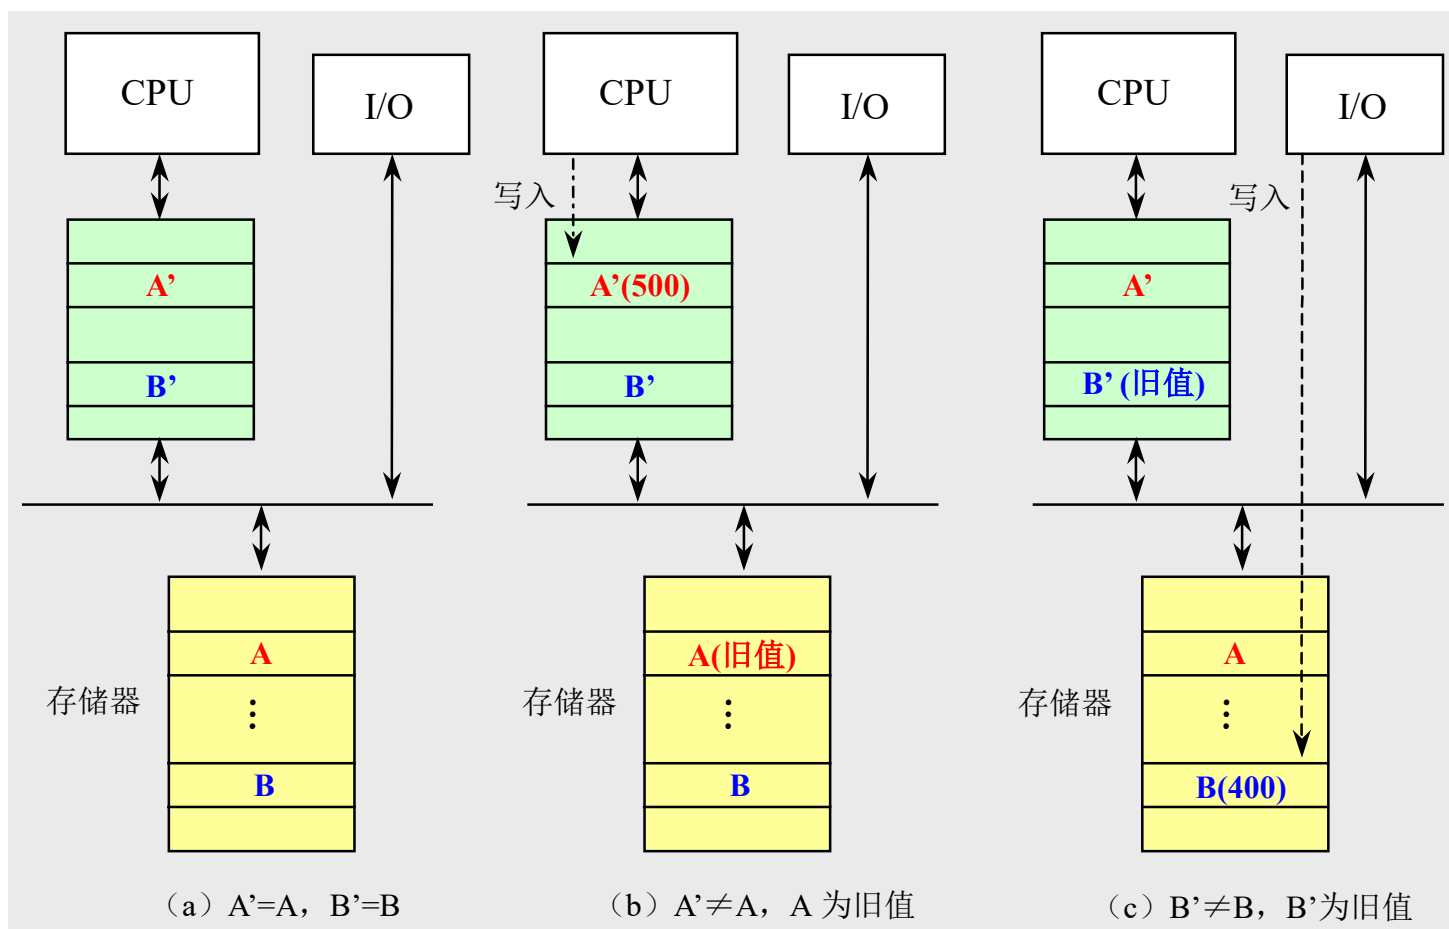 CPU
I/O
A’
B’
存储器
A
⋮
B
（a）A’=A，B’=B
CPU
I/O
写入
A’(500)
B’
存储器
A(旧值)
⋮
B
（b）A’≠A，A 为旧值
CPU
I/O
写入
A’
B’ (旧值)
存储器
A
⋮
B(400)
（c）B’≠B，B’为旧值